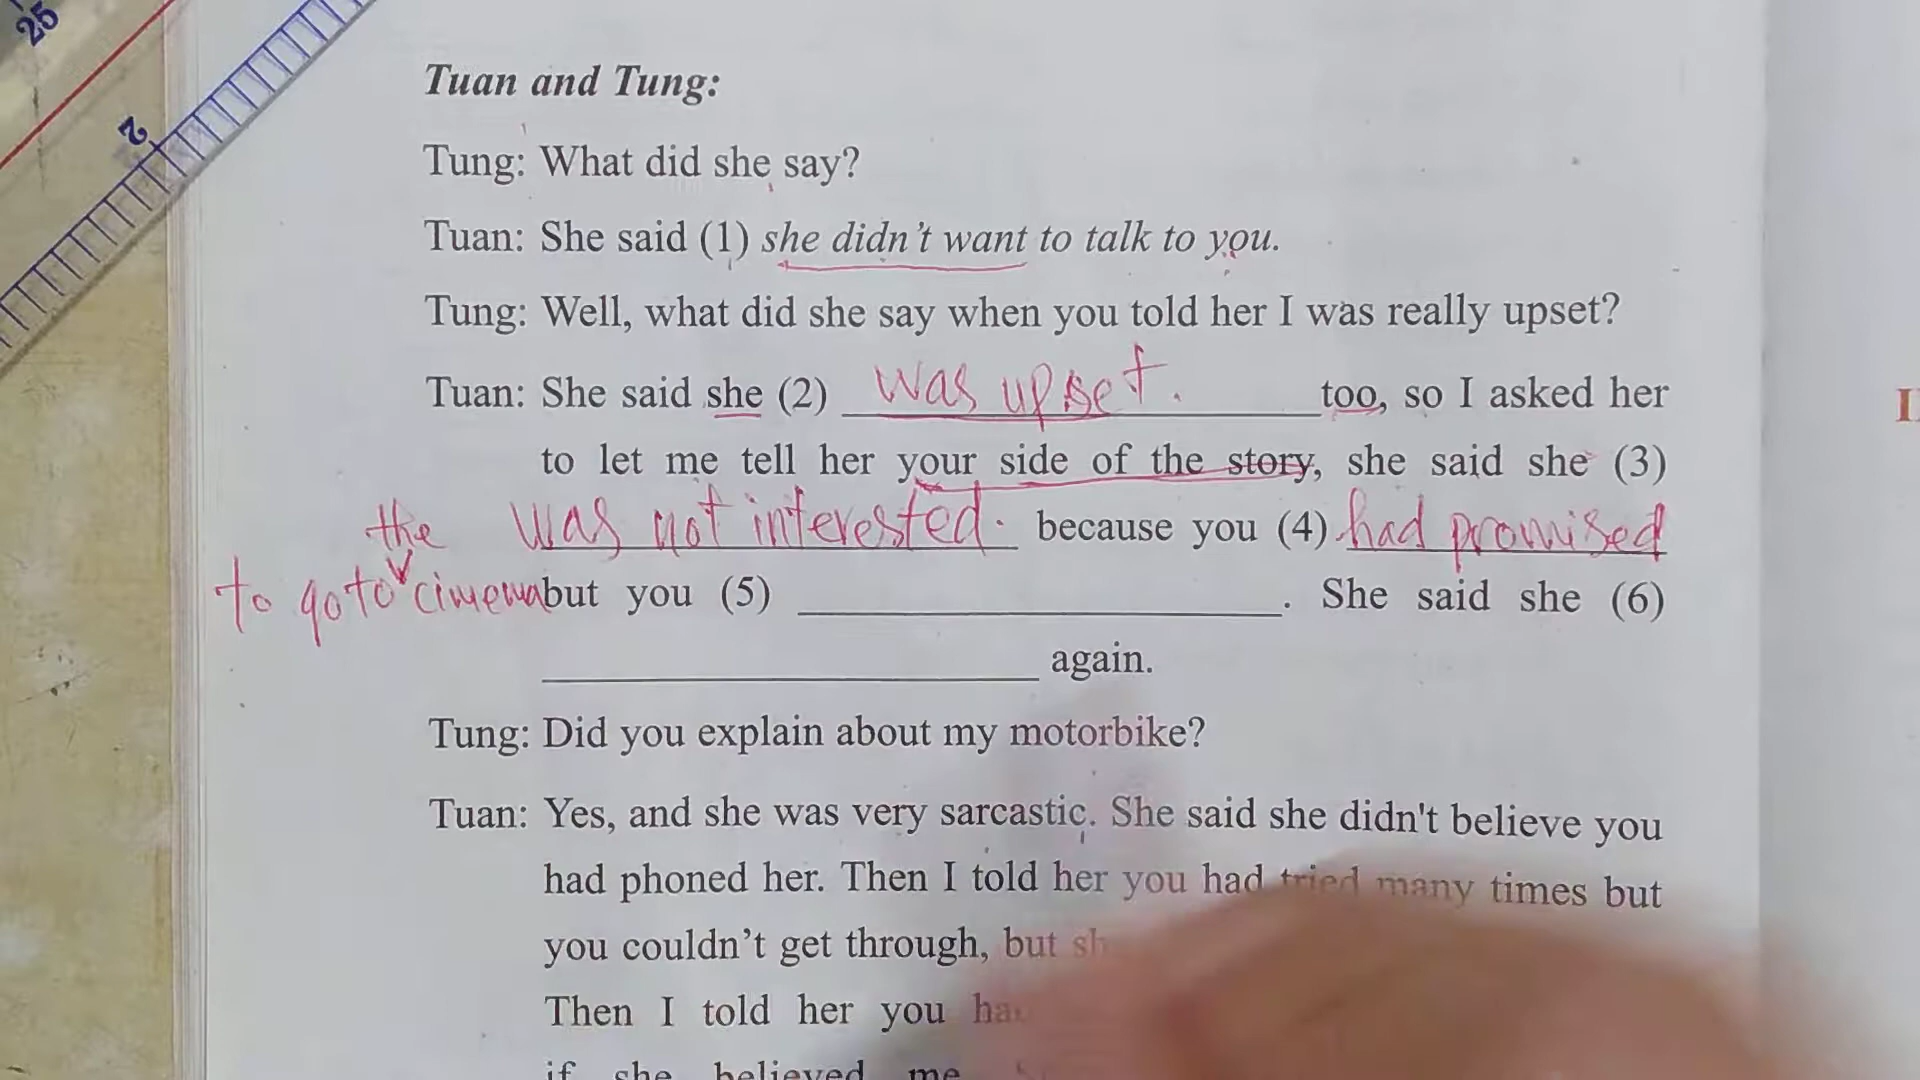 25
2
Tuan and Tung:
Tung: What did she say?
Tuan: She said (1) she didn't want to talk to you.
Tung: Well, what did she say when you told her I was really upset?
Tuan: She said she (2) was upset. too, so I asked her
to let me tell her your side of the story, she said she (3)
the was not interested. because you (4) had promised
to go to cinema but you (5) ____. She said she (6)
____ again.
Tung: Did you explain about my motorbike?
Tuan: Yes, and she was very sarcastic. She said she didn't believe you
had phoned her. Then I told her you had tried many times but
you couldn't get through, but
Then I told her you
if she believed me